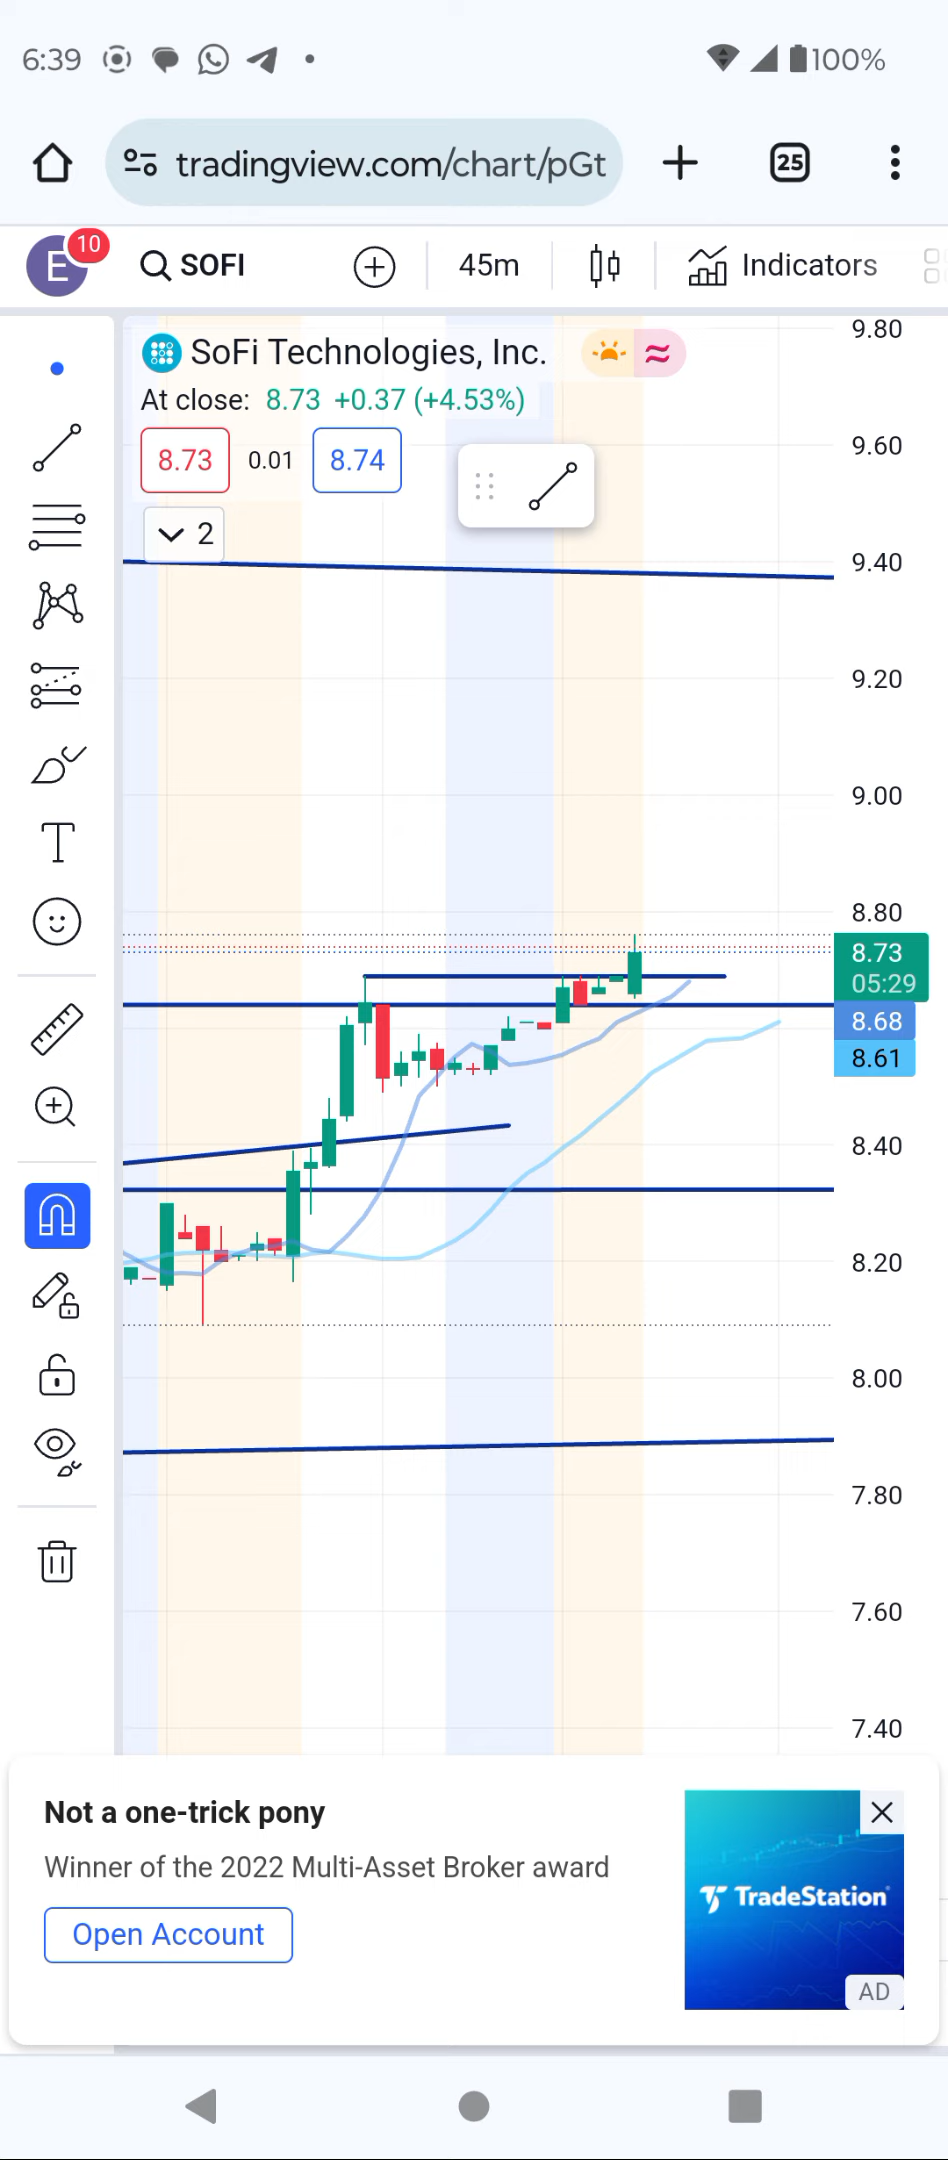 6:39 100%
tradingview.com/chart/pGt 25
E 10 SOFI 45m Indicators
SoFi Technologies, Inc.
At close: 8.73 +0.37 (+4.53%)
8.73 0.01 8.74
2
9.80
9.60
9.40
9.20
9.00
8.80
8.73
05:29
8.68
8.61
8.40
8.20
8.00
7.80
7.60
7.40
Not a one-trick pony
Winner of the 2022 Multi-Asset Broker award
Open Account
TradeStation
AD